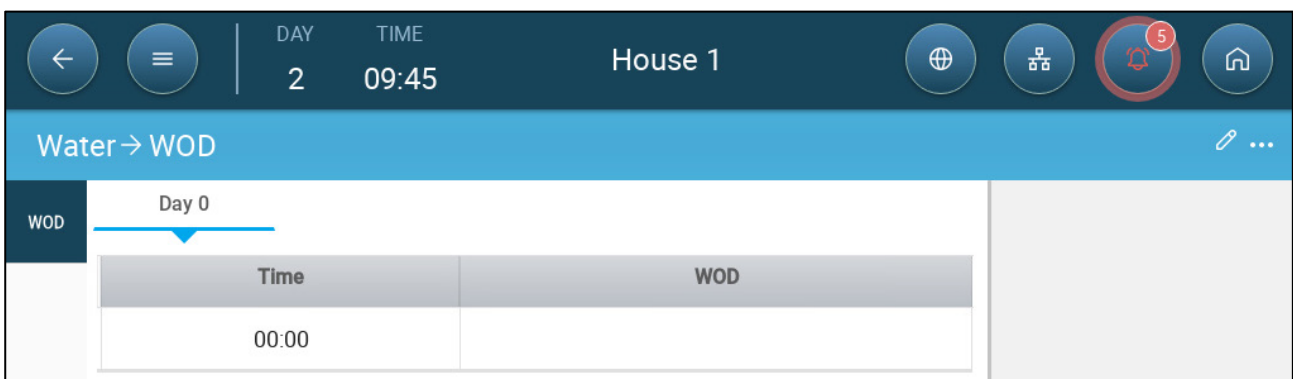 DAY TIME
2 09:45
House 1
5
Water → WOD
WOD
Day 0
Time WOD
00:00